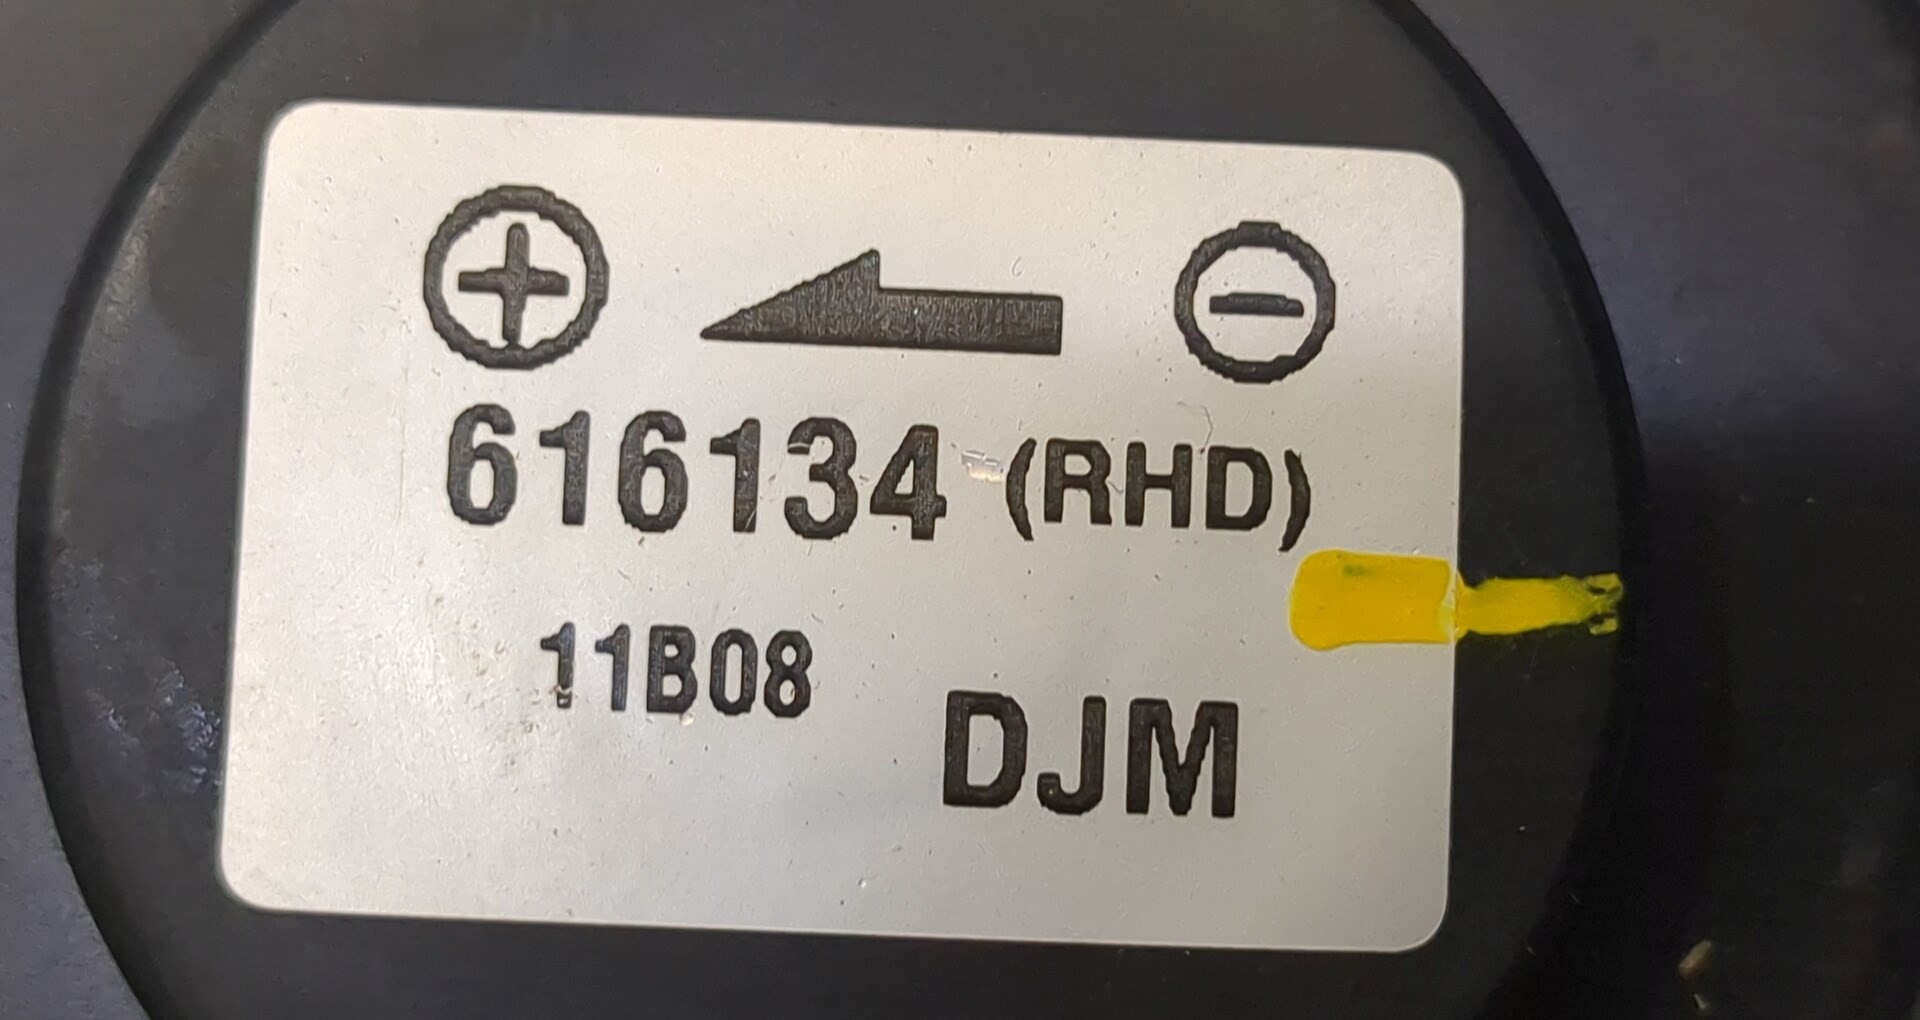 ⊕ ← ⊖
616134 (RHD)
11B08
DJM